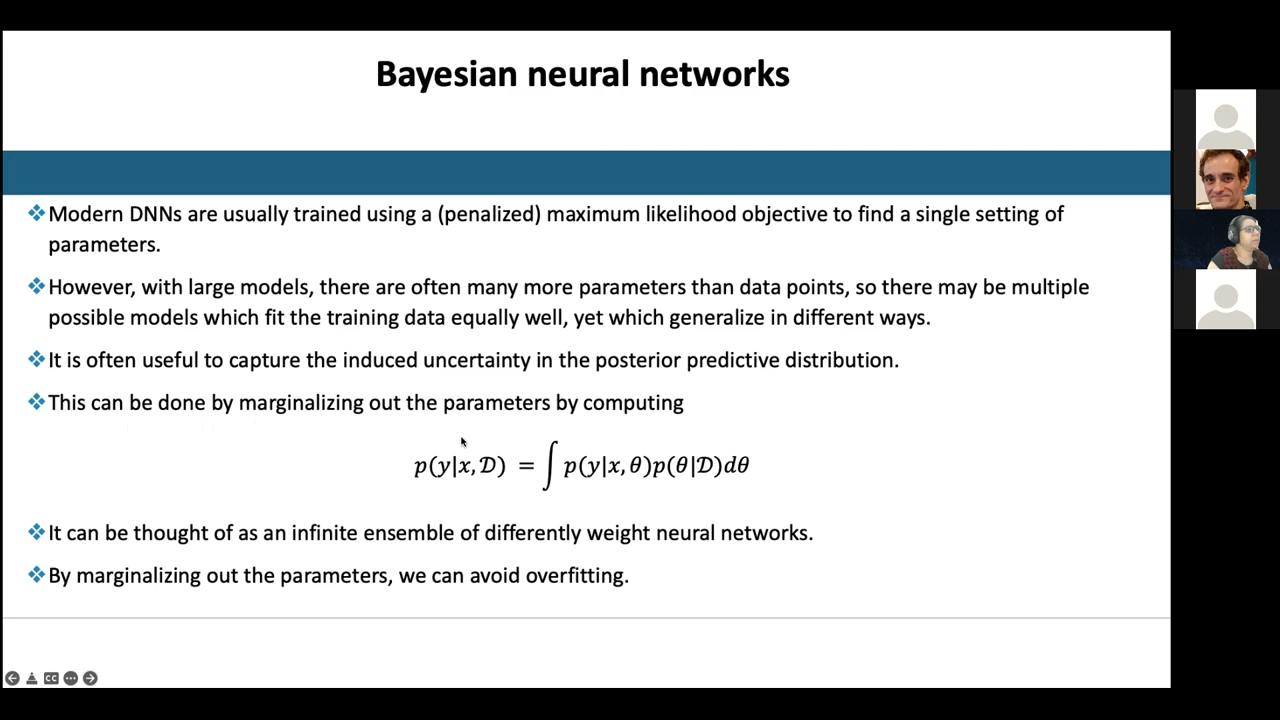 Bayesian neural networks
❖Modern DNNs are usually trained using a (penalized) maximum likelihood objective to find a single setting of
parameters.
❖However, with large models, there are often many more parameters than data points, so there may be multiple
possible models which fit the training data equally well, yet which generalize in different ways.
❖It is often useful to capture the induced uncertainty in the posterior predictive distribution.
❖This can be done by marginalizing out the parameters by computing
p(y|x, 𝒟) = ∫ p(y|x, θ)p(θ|𝒟)dθ
❖It can be thought of as an infinite ensemble of differently weight neural networks.
❖By marginalizing out the parameters, we can avoid overfitting.
CC